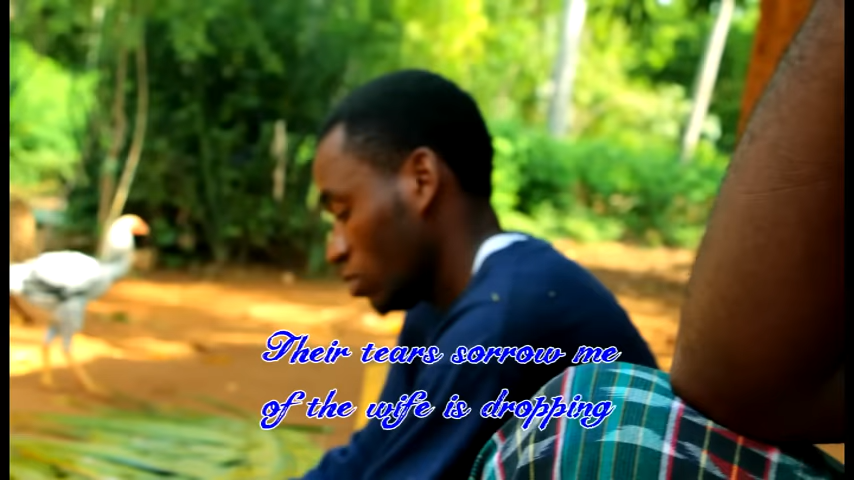 Their tears sorrow me
of the wife is dropping